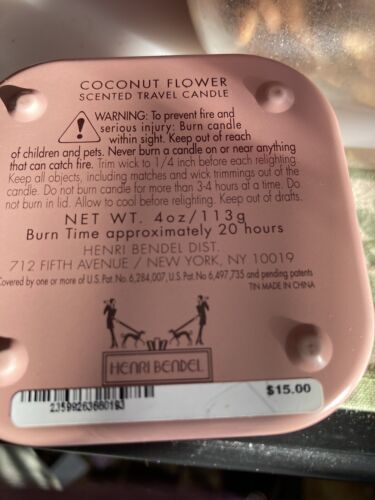 COCONUT FLOWER
SCENTED TRAVEL CANDLE
WARNING: To prevent fire and
serious injury: Burn candle
within sight. Keep out of reach
of children and pets. Never burn a candle on or near anything
that can catch fire. Trim wick to 1/4 inch before each relighting.
Keep all objects, including matches and wick trimmings out of the
candle. Do not burn candle for more than 3-4 hours at a time. Do
not burn in lid. Allow to cool before relighting. Keep out of drafts.
NET WT. 4oz/113g
Burn Time approximately 20 hours
HENRI BENDEL DIST.
712 FIFTH AVENUE / NEW YORK, NY 10019
Covered by one or more of U.S. Pat. No 6,284,007, U.S. Pat. No 6,497,735 and pending patents
TIN MADE IN CHINA
HENRI BENDEL
$15.00
23599263660193